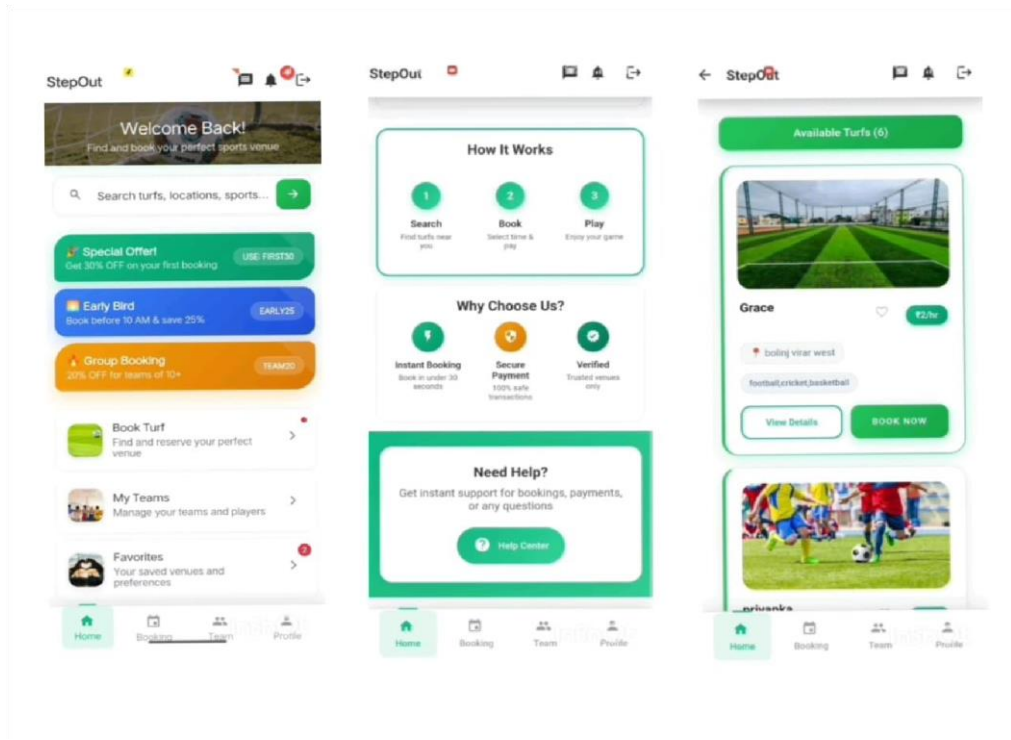 StepOut
Welcome Back!
Find and book your perfect sports venue
Search turfs, locations, sports...
Special Offer!
Get 30% OFF on your first booking
USE: FIRST30
Early Bird
Book before 10 AM & save 25%
EARLY25
Group Booking
20% OFF for teams of 10+
TEAM20
Book Turf
Find and reserve your perfect
venue
My Teams
Manage your teams and players
Favorites
Your saved venues and
preferences
2
Home
Booking
Team
Profile
StepOut
How It Works
1
2
3
Search
Book
Play
Find turfs near
you
Select time &
pay
Enjoy your game
Why Choose Us?
Instant Booking
Secure
Payment
Verified
Book in under 30
seconds
100% safe
transactions
Trusted venues
only
Need Help?
Get instant support for bookings, payments,
or any questions
Help Center
Home
Booking
Team
Profile
StepOut
Available Turfs (6)
Grace
₹2/hr
bolinj virar west
football,cricket,basketball
View Details
BOOK NOW
priyanka
Home
Booking
Team
Profile